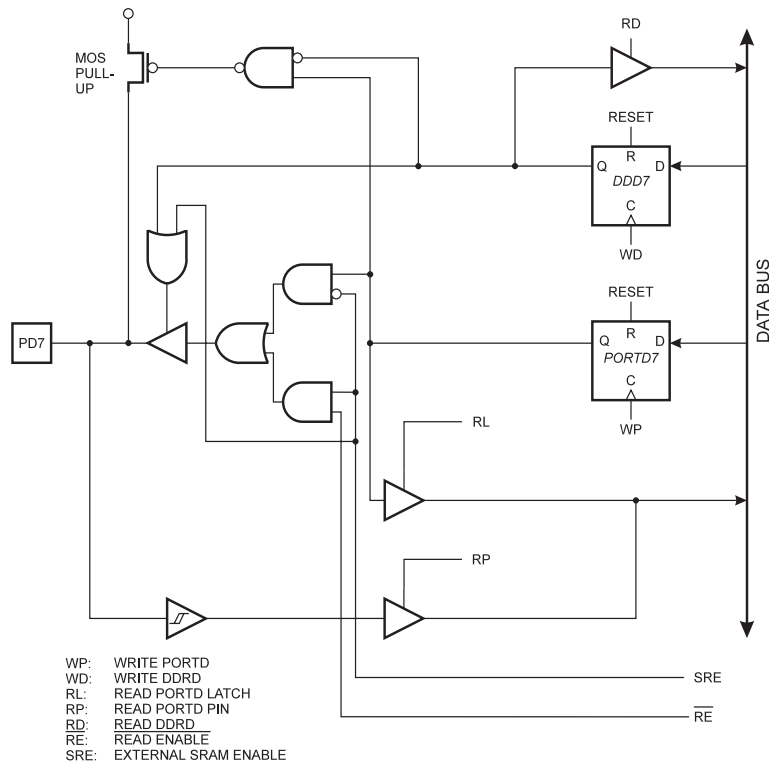 RD
MOS
PULL-
UP
RESET
R
Q
D
DDD7
C
WD
RESET
R
PD7
Q
D
PORTD7
C
WP
DATA BUS
RL
RP
WP: WRITE PORTD
WD: WRITE DDRD
RL: READ PORTD LATCH
RP: READ PORTD PIN
RD: READ DDRD
RE: READ ENABLE
SRE: EXTERNAL SRAM ENABLE
SRE
RE